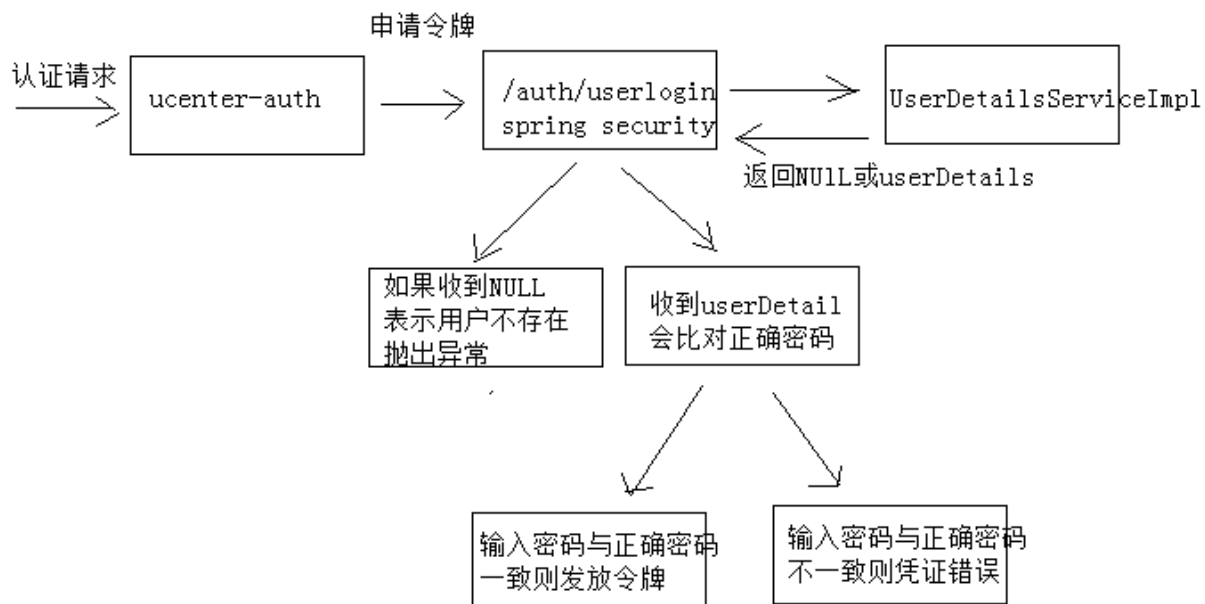 申请令牌
认证请求
ucenter-auth
/auth/userlogin
spring security
UserDetailsServiceImpl
返回NUlL或userDetails
如果收到NULL
表示用户不存在
抛出异常
收到userDetail
会比对正确密码
输入密码与正确密码
一致则发放令牌
输入密码与正确密码
不一致则凭证错误